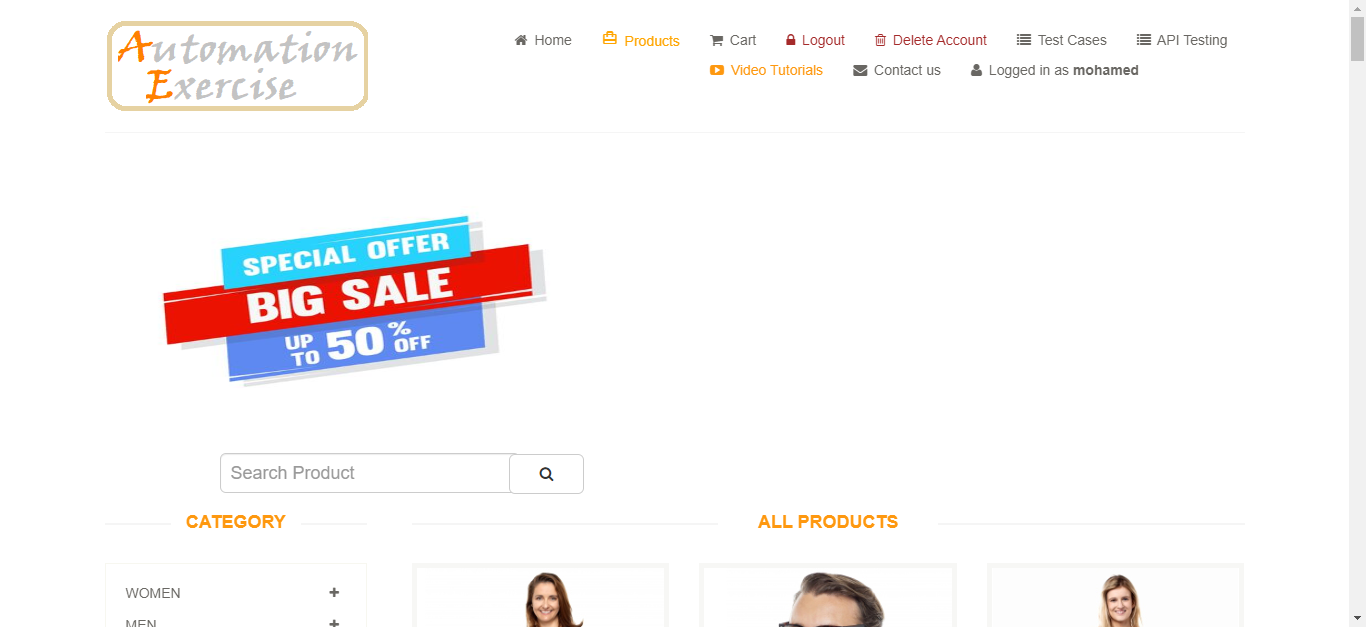 Automation
Exercise
Home Products Cart Logout Delete Account Test Cases API Testing
Video Tutorials Contact us Logged in as mohamed
SPECIAL OFFER
BIG SALE
UP TO 50% OFF
Search Product
CATEGORY
ALL PRODUCTS
WOMEN +
MEN +